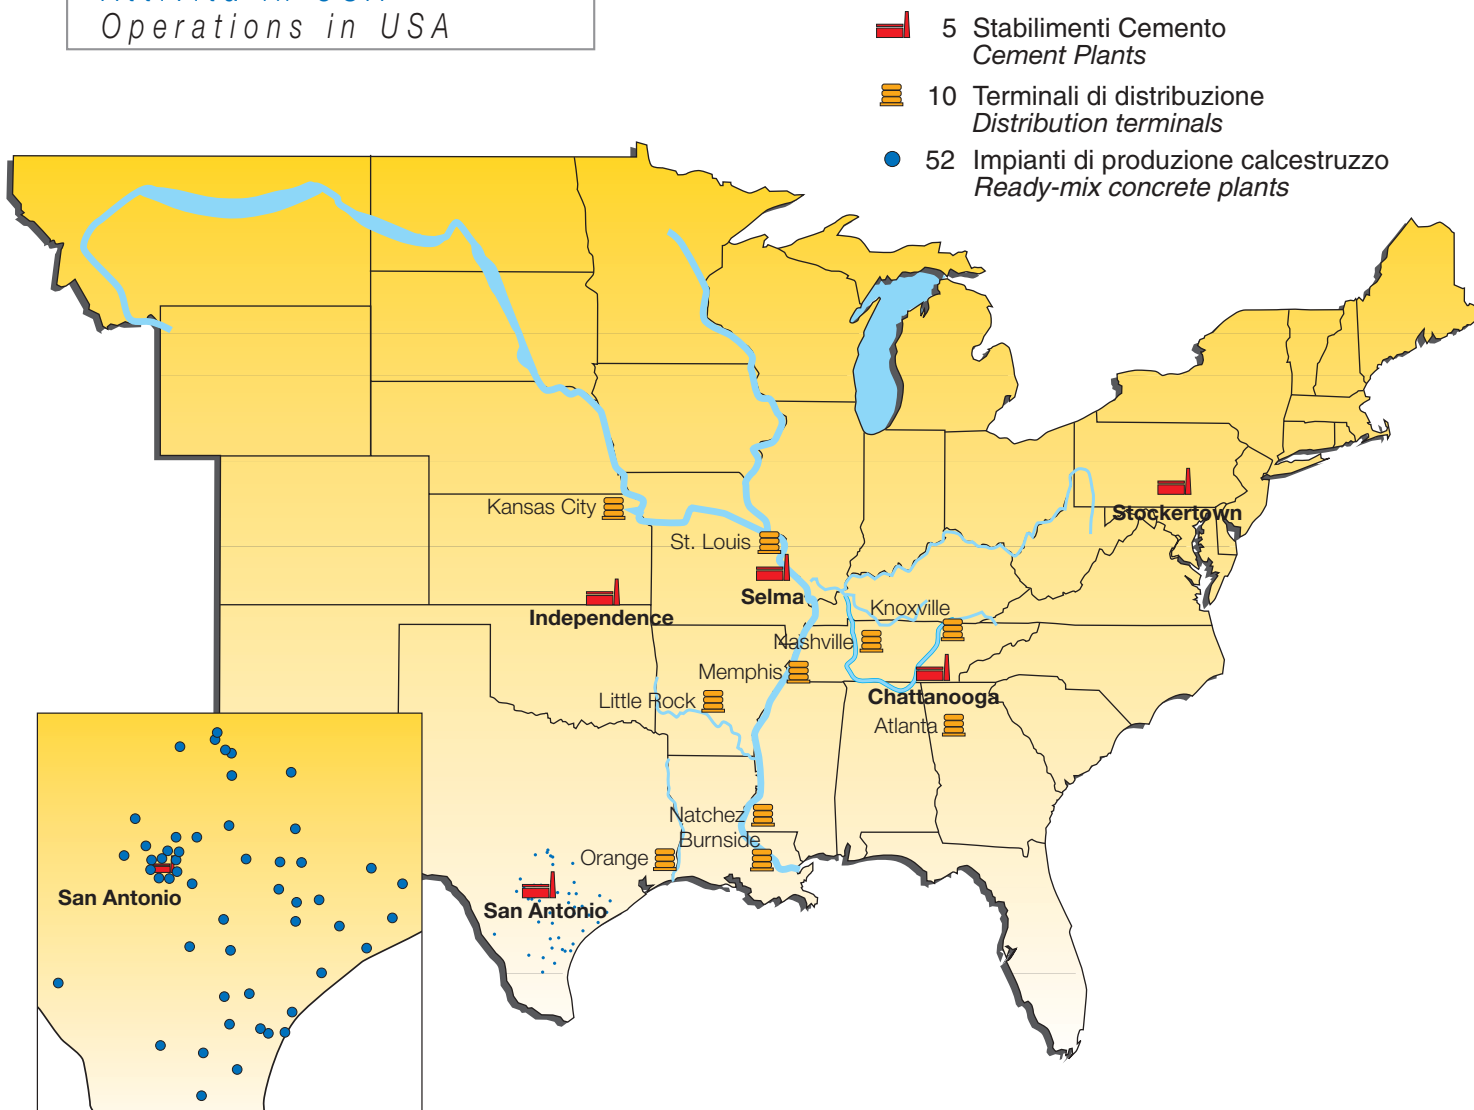 Operations in USA
5 Stabilimenti Cemento
Cement Plants
10 Terminali di distribuzione
Distribution terminals
52 Impianti di produzione calcestruzzo
Ready-mix concrete plants
Kansas City
Stockertown
St. Louis
Selma
Independence
Knoxville
Nashville
Memphis
Chattanooga
Little Rock
Atlanta
Natchez
Burnside
Orange
San Antonio
San Antonio